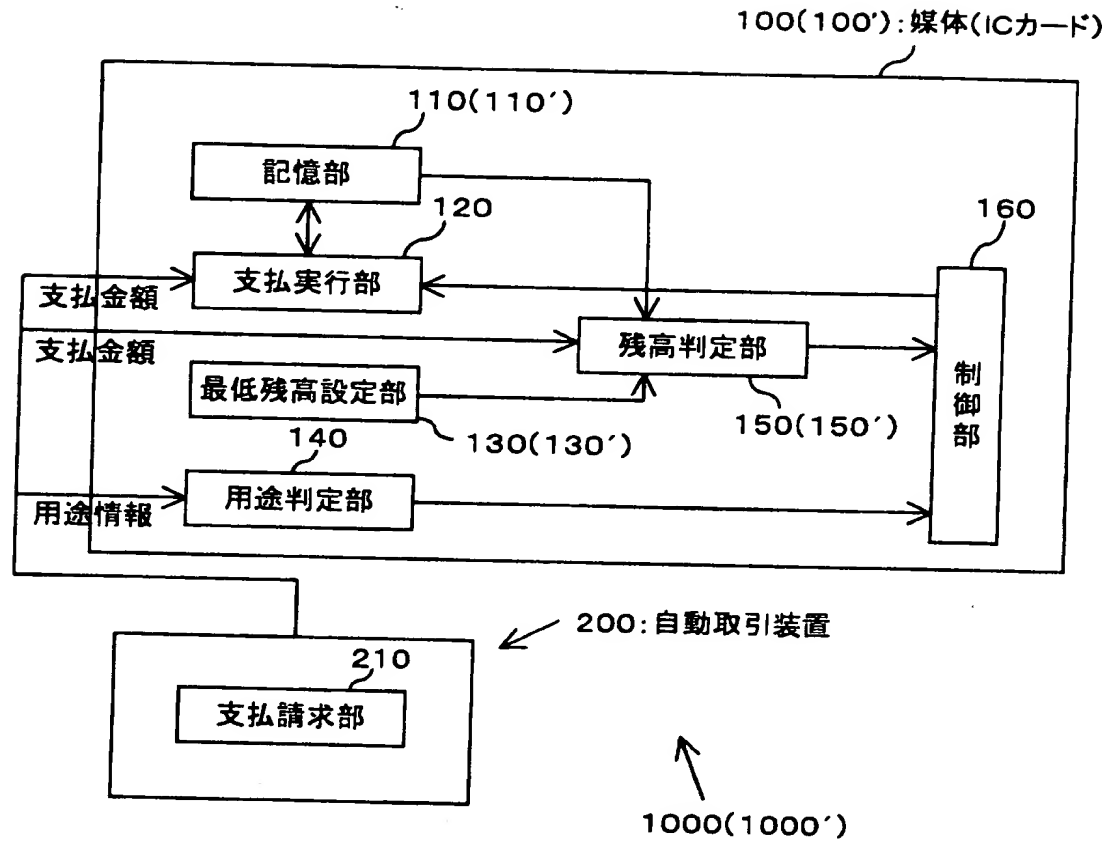 100(100′):媒体(ICカード)
110(110′)
記憶部
120
160
支払実行部
支払金額
残高判定部
支払金額
制御部
最低残高設定部
150(150′)
130(130′)
140
用途判定部
用途情報
200:自動取引装置
210
支払請求部
1000(1000′)